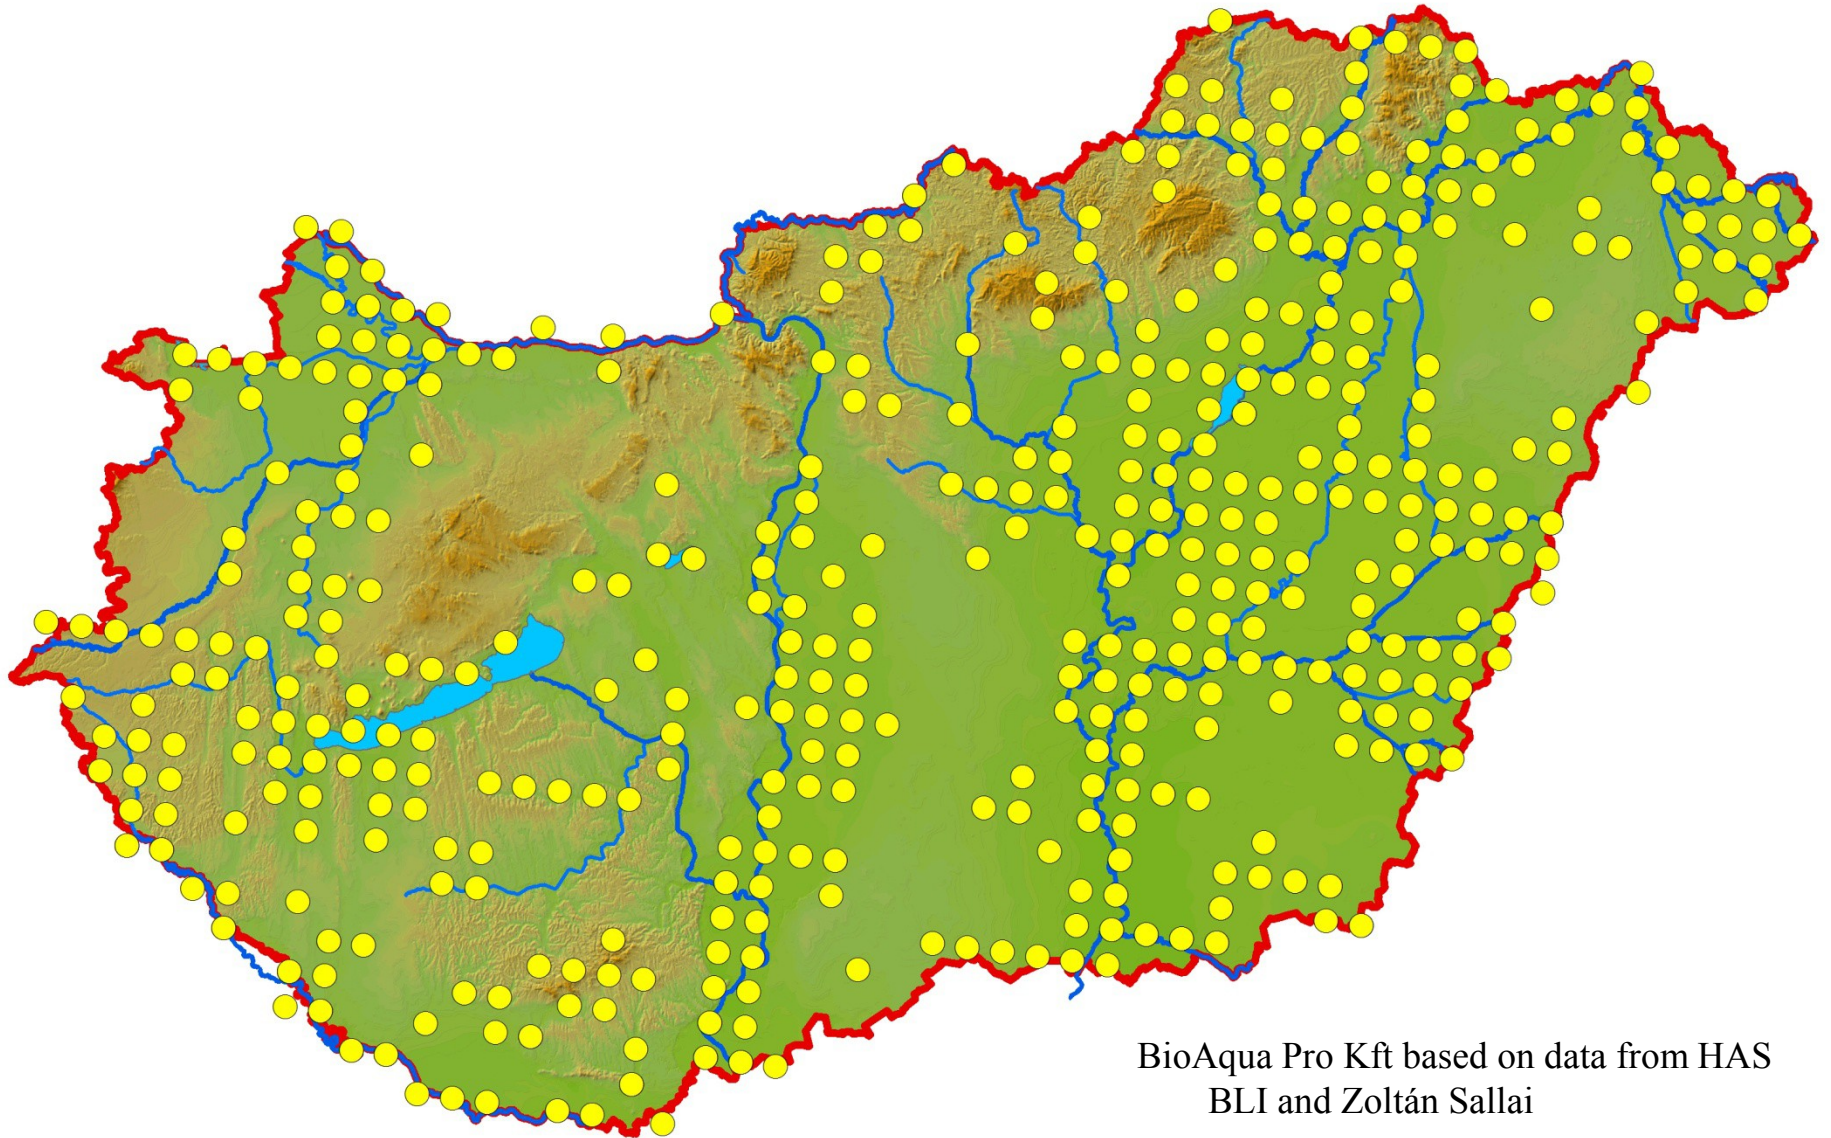 BioAqua Pro Kft based on data from HAS
BLI and Zoltán Sallai